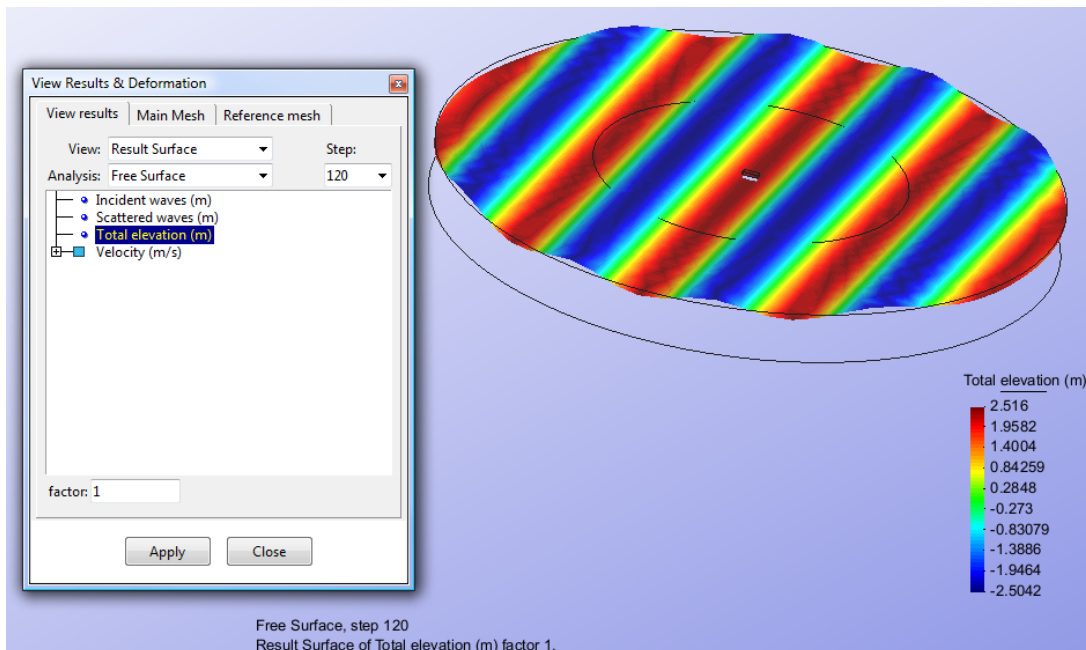 View Results & Deformation
x
View results Main Mesh Reference mesh
View: Result Surface Step:
Analysis: Free Surface 120
Incident waves (m)
Scattered waves (m)
Total elevation (m)
Velocity (m/s)
factor: 1
Apply Close
Total elevation (m)
2.516
1.9582
1.4004
0.84259
0.2848
-0.273
-0.83079
-1.3886
-1.9464
-2.5042
Free Surface, step 120
Result Surface of Total elevation (m) factor 1.